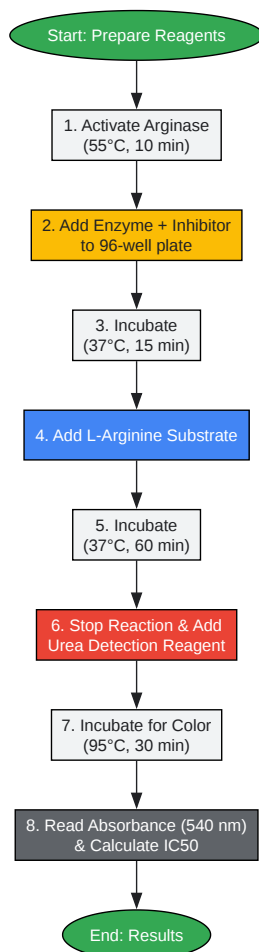 Start: Prepare Reagents
1. Activate Arginase
(55°C, 10 min)
2. Add Enzyme + Inhibitor
to 96-well plate
3. Incubate
(37°C, 15 min)
4. Add L-Arginine Substrate
5. Incubate
(37°C, 60 min)
6. Stop Reaction & Add
Urea Detection Reagent
7. Incubate for Color
(95°C, 30 min)
8. Read Absorbance (540 nm)
& Calculate IC50
End: Results